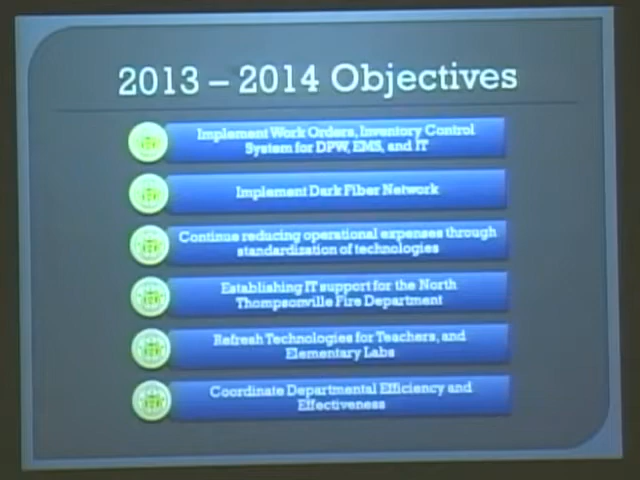 2013 – 2014 Objectives
Implement Work Orders, Inventory Control
System for DPW, EMS, and IT
Implement Dark Fiber Network
Continue reducing operational expenses through
standardization of technologies
Establishing IT support for the North
Thompsonville Fire Department
Refresh Technologies for Teachers, and
Elementary Labs
Coordinate Departmental Efficiency and
Effectiveness